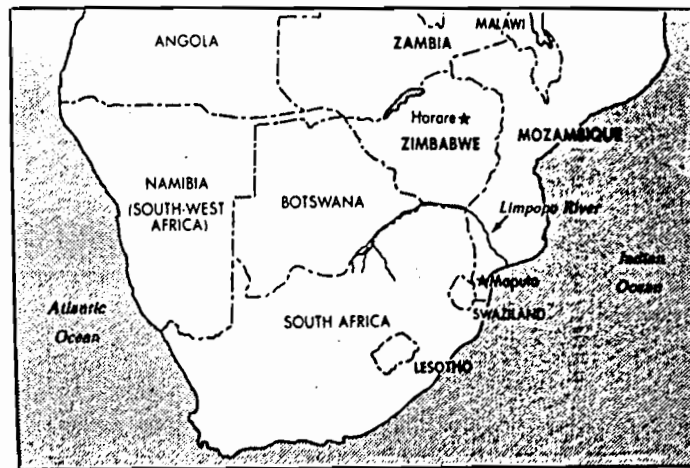 MALAWI
ANGOLA
ZAMBIA
Harare
ZIMBABWE
MOZAMBIQUE
NAMIBIA
(SOUTH-WEST
AFRICA)
BOTSWANA
Limpopo River
Indian
Ocean
Maputo
SWAZILAND
Atlantic
Ocean
SOUTH AFRICA
LESOTHO